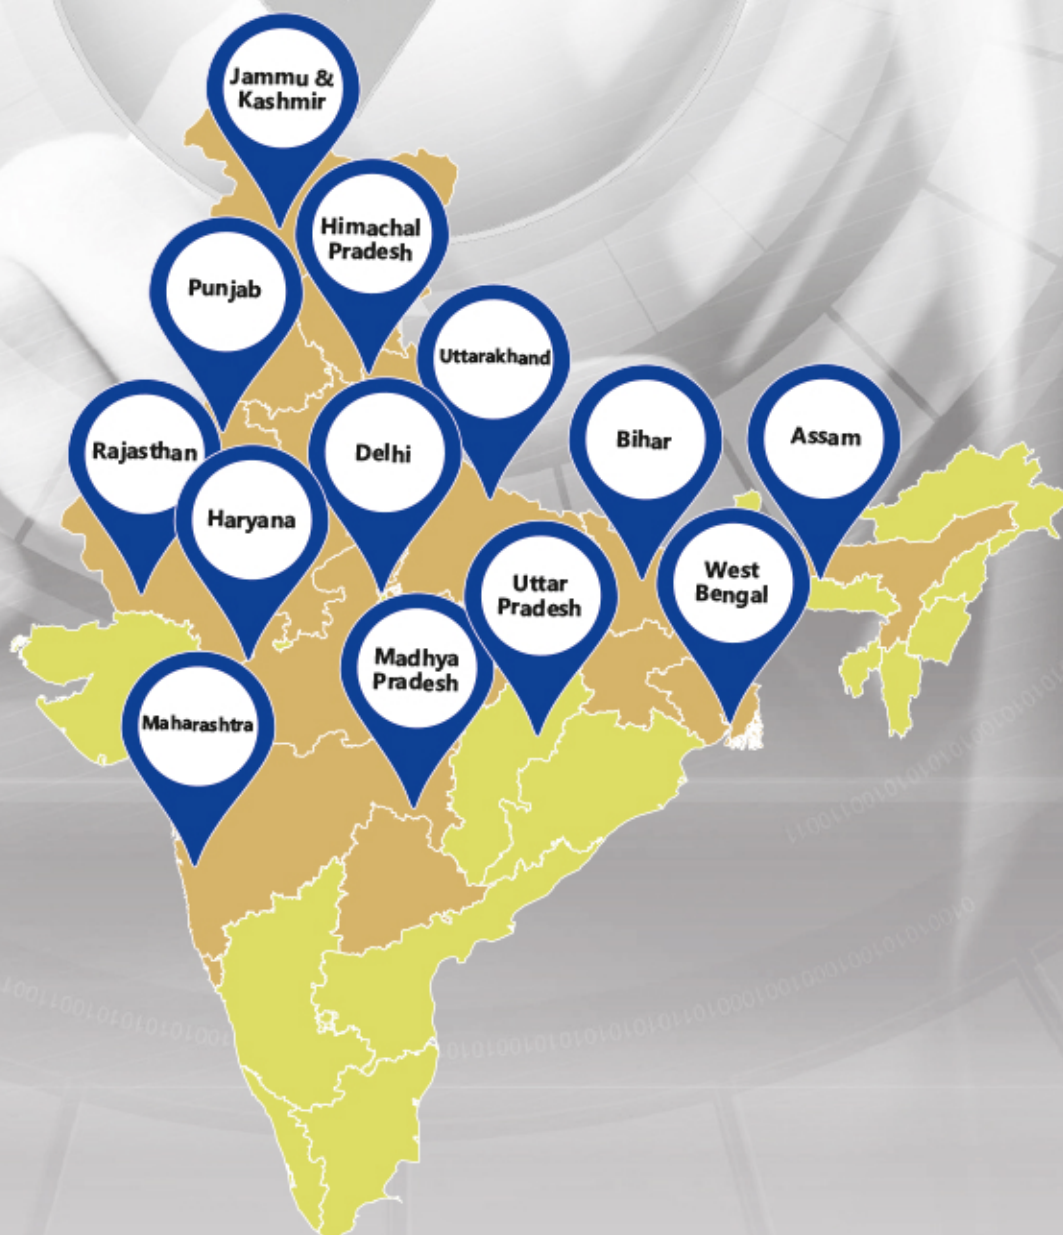 Jammu &
Kashmir
Himachal
Pradesh
Punjab
Uttarakhand
Rajasthan
Delhi
Bihar
Assam
Haryana
Uttar
Pradesh
West
Bengal
Madhya
Pradesh
Maharashtra